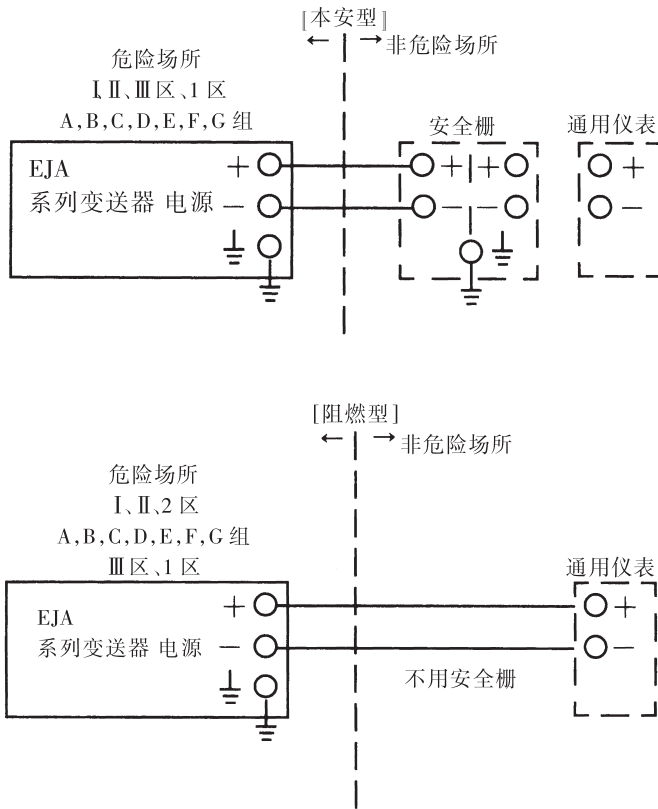 [本安型]
← → 非危险场所
危险场所
Ⅰ、Ⅱ、Ⅲ区、1区
A,B,C,D,E,F,G组
安全栅
通用仪表
EJA
系列变送器 电源
+
−
+ +
− −
+
−
[阻燃型]
← → 非危险场所
危险场所
Ⅰ、Ⅱ、2区
A,B,C,D,E,F,G组
Ⅲ区、1区
通用仪表
EJA
系列变送器 电源
+
−
+
−
不用安全栅